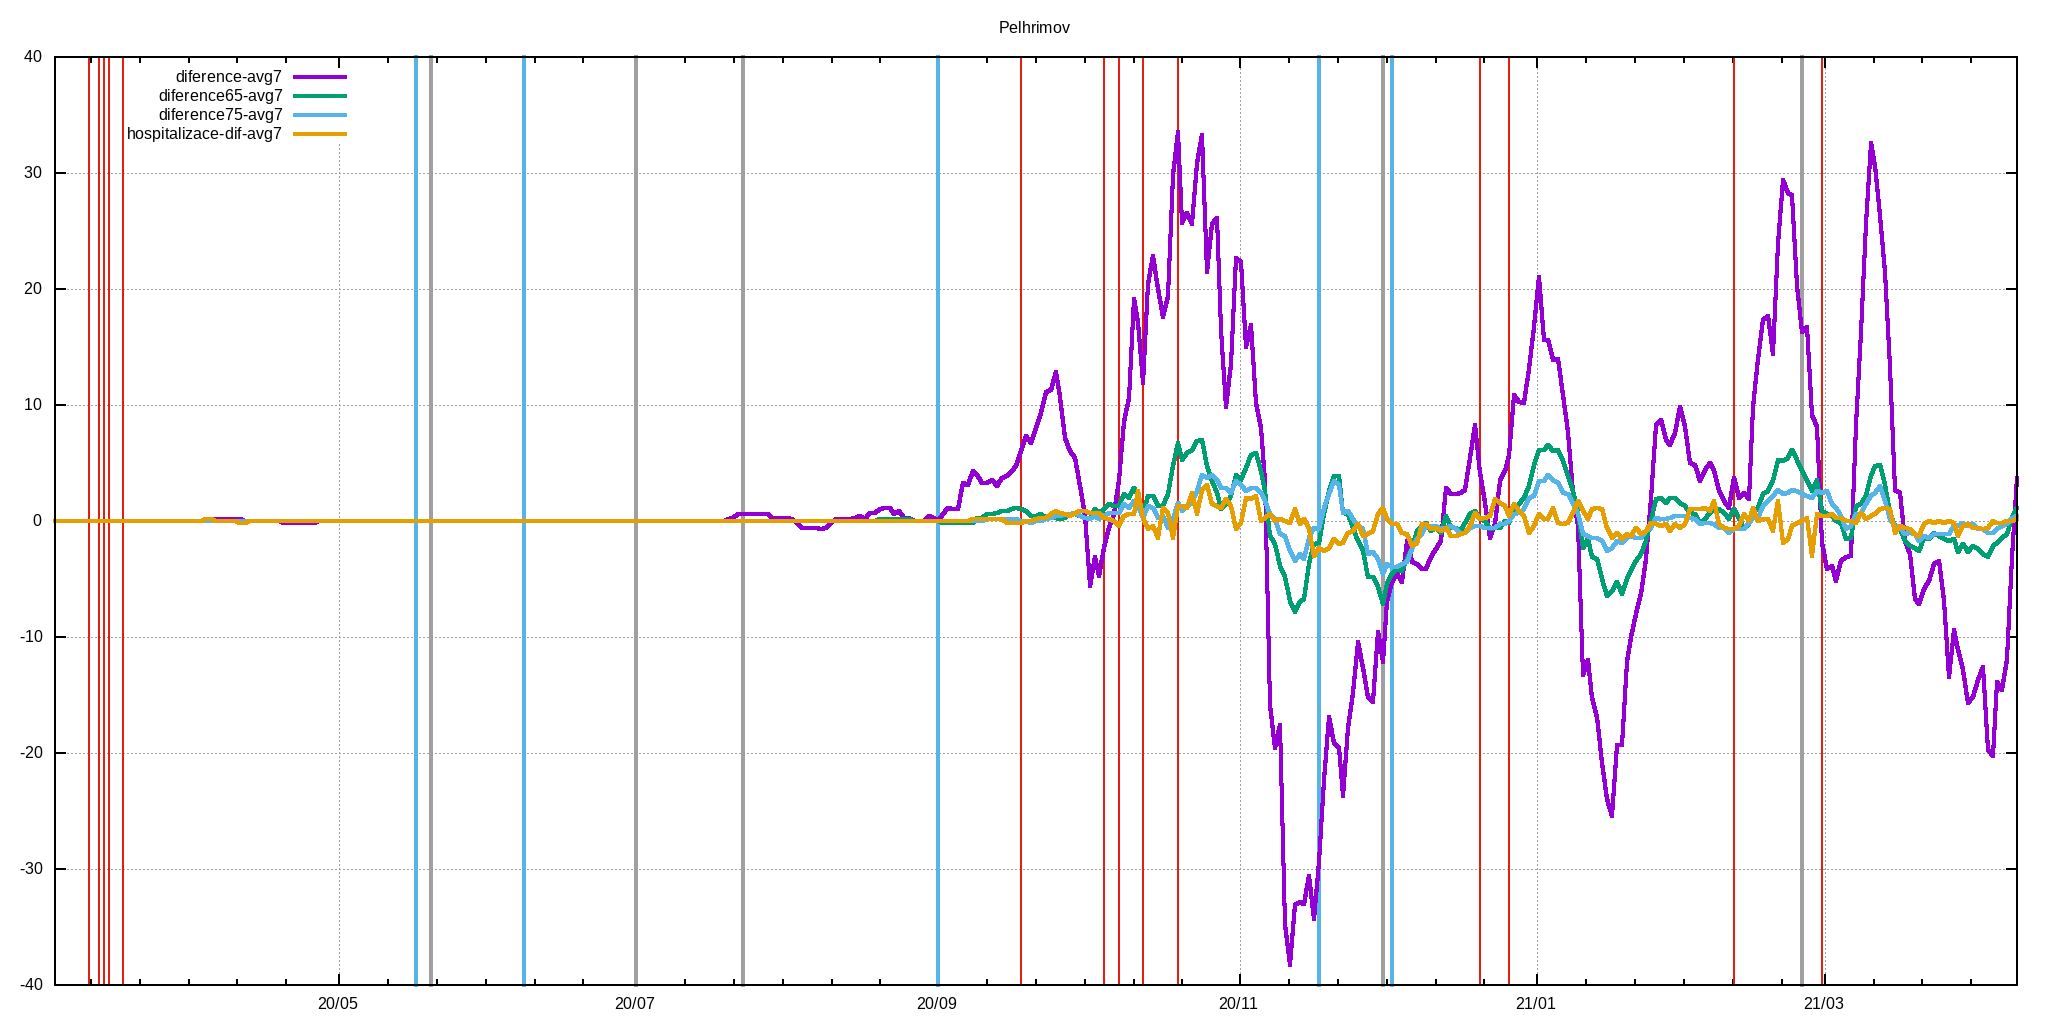 Pelhrimov
diference-avg7
diference65-avg7
diference75-avg7
hospitalizace-dif-avg7
40
30
20
10
0
-10
-20
-30
-40
20/05 20/07 20/09 20/11 21/01 21/03